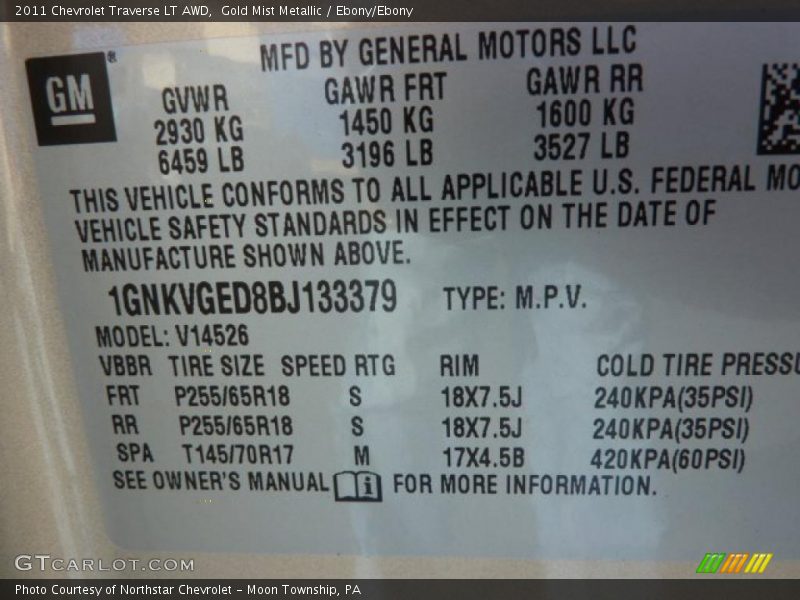 2011 Chevrolet Traverse LT AWD, Gold Mist Metallic / Ebony/Ebony
MFD BY GENERAL MOTORS LLC
GM®
GVWR GAWR FRT GAWR RR
2930 KG 1450 KG 1600 KG
6459 LB 3196 LB 3527 LB
THIS VEHICLE CONFORMS TO ALL APPLICABLE U.S. FEDERAL MO
VEHICLE SAFETY STANDARDS IN EFFECT ON THE DATE OF
MANUFACTURE SHOWN ABOVE.
1GNKVGED8BJ133379 TYPE: M.P.V.
MODEL: V14526
VBBR TIRE SIZE SPEED RTG RIM COLD TIRE PRESSU
FRT P255/65R18 S 18X7.5J 240KPA(35PSI)
RR P255/65R18 S 18X7.5J 240KPA(35PSI)
SPA T145/70R17 M 17X4.5B 420KPA(60PSI)
SEE OWNER'S MANUAL i FOR MORE INFORMATION.
GTCARLOT.COM
Photo Courtesy of Northstar Chevrolet - Moon Township, PA